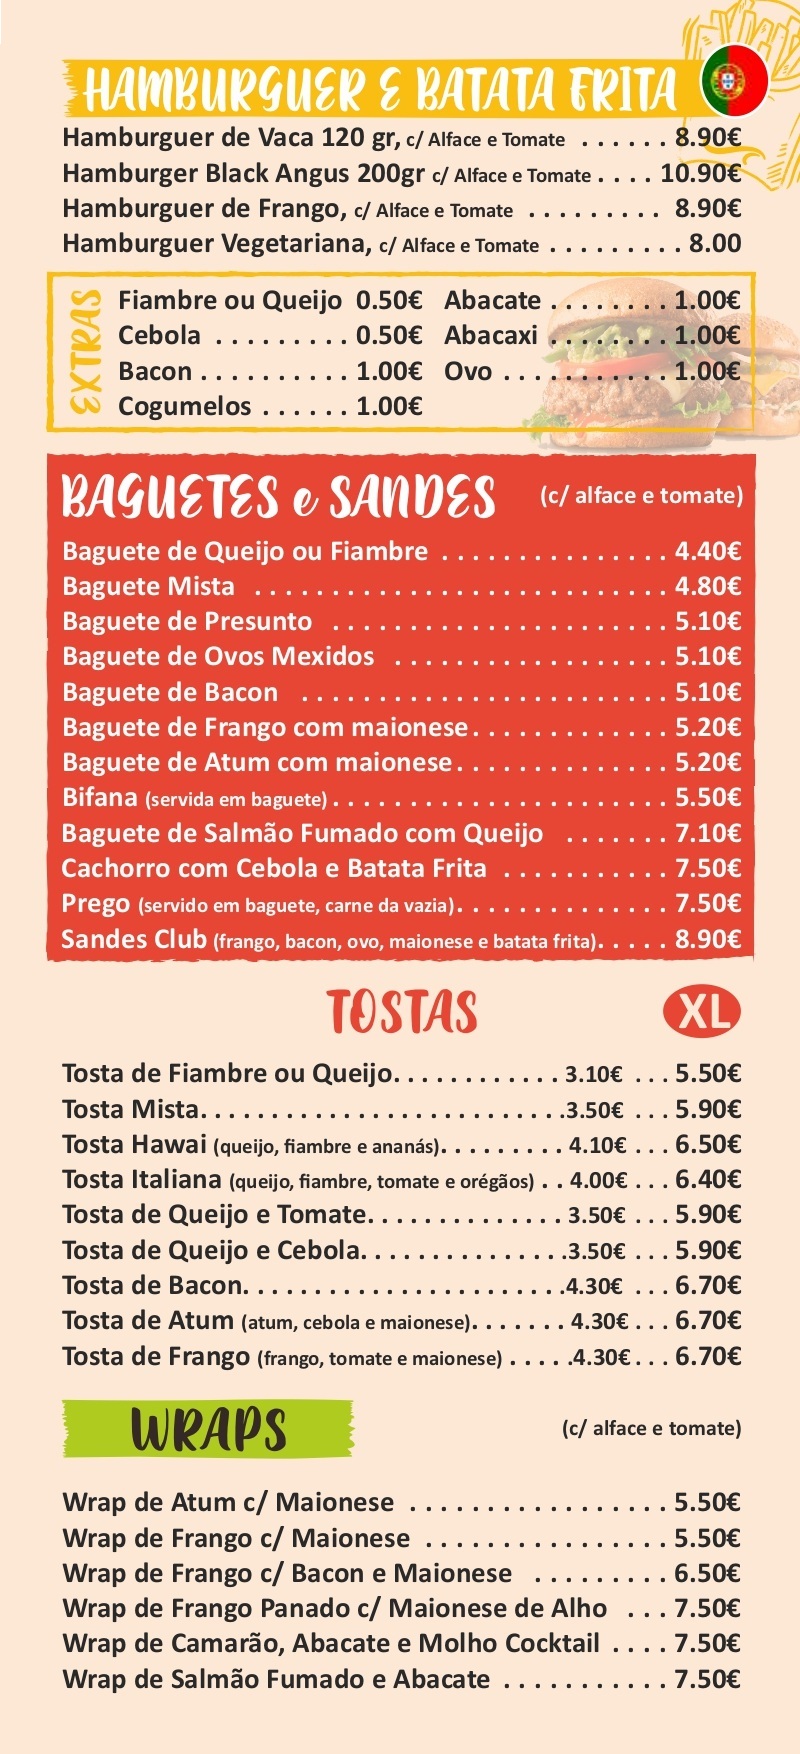 HAMBURGUER E BATATA FRITA
Hamburguer de Vaca 120 gr, c/ Alface e Tomate . . . . . . 8.90€
Hamburger Black Angus 200gr c/ Alface e Tomate . . . . 10.90€
Hamburguer de Frango, c/ Alface e Tomate . . . . . . . . . 8.90€
Hamburguer Vegetariana, c/ Alface e Tomate . . . . . . . . . 8.00
EXTRAS
Fiambre ou Queijo 0.50€ Abacate . . . . . . . . 1.00€
Cebola . . . . . . . . . 0.50€ Abacaxi . . . . . . . . 1.00€
Bacon . . . . . . . . . . 1.00€ Ovo . . . . . . . . . . . 1.00€
Cogumelos . . . . . . 1.00€
BAGUETES e SANDES (c/ alface e tomate)
Baguete de Queijo ou Fiambre . . . . . . . . . . . . . . . 4.40€
Baguete Mista . . . . . . . . . . . . . . . . . . . . . . . . . . . 4.80€
Baguete de Presunto . . . . . . . . . . . . . . . . . . . . . . 5.10€
Baguete de Ovos Mexidos . . . . . . . . . . . . . . . . . . 5.10€
Baguete de Bacon . . . . . . . . . . . . . . . . . . . . . . . . 5.10€
Baguete de Frango com maionese . . . . . . . . . . . . . 5.20€
Baguete de Atum com maionese . . . . . . . . . . . . . . 5.20€
Bifana (servida em baguete) . . . . . . . . . . . . . . . . . . . . . . 5.50€
Baguete de Salmão Fumado com Queijo . . . . . . . 7.10€
Cachorro com Cebola e Batata Frita . . . . . . . . . . . 7.50€
Prego (servido em baguete, carne da vazia) . . . . . . . . . . . . . . 7.50€
Sandes Club (frango, bacon, ovo, maionese e batata frita) . . . . . 8.90€
TOSTAS XL
Tosta de Fiambre ou Queijo. . . . . . . . . . . . 3.10€ . . . 5.50€
Tosta Mista. . . . . . . . . . . . . . . . . . . . . . . . .3.50€ . . . 5.90€
Tosta Hawai (queijo, fiambre e ananás). . . . . . . . . 4.10€ . . . 6.50€
Tosta Italiana (queijo, fiambre, tomate e orégãos) . . 4.00€ . . . 6.40€
Tosta de Queijo e Tomate. . . . . . . . . . . . . . 3.50€ . . . 5.90€
Tosta de Queijo e Cebola. . . . . . . . . . . . . . .3.50€ . . . 5.90€
Tosta de Bacon. . . . . . . . . . . . . . . . . . . . . . .4.30€ . . . 6.70€
Tosta de Atum (atum, cebola e maionese). . . . . . . 4.30€ . . . 6.70€
Tosta de Frango (frango, tomate e maionese) . . . . .4.30€ . . . 6.70€
WRAPS (c/ alface e tomate)
Wrap de Atum c/ Maionese . . . . . . . . . . . . . . . . . 5.50€
Wrap de Frango c/ Maionese . . . . . . . . . . . . . . . . 5.50€
Wrap de Frango c/ Bacon e Maionese . . . . . . . . . 6.50€
Wrap de Frango Panado c/ Maionese de Alho . . . 7.50€
Wrap de Camarão, Abacate e Molho Cocktail . . . . 7.50€
Wrap de Salmão Fumado e Abacate . . . . . . . . . . . 7.50€